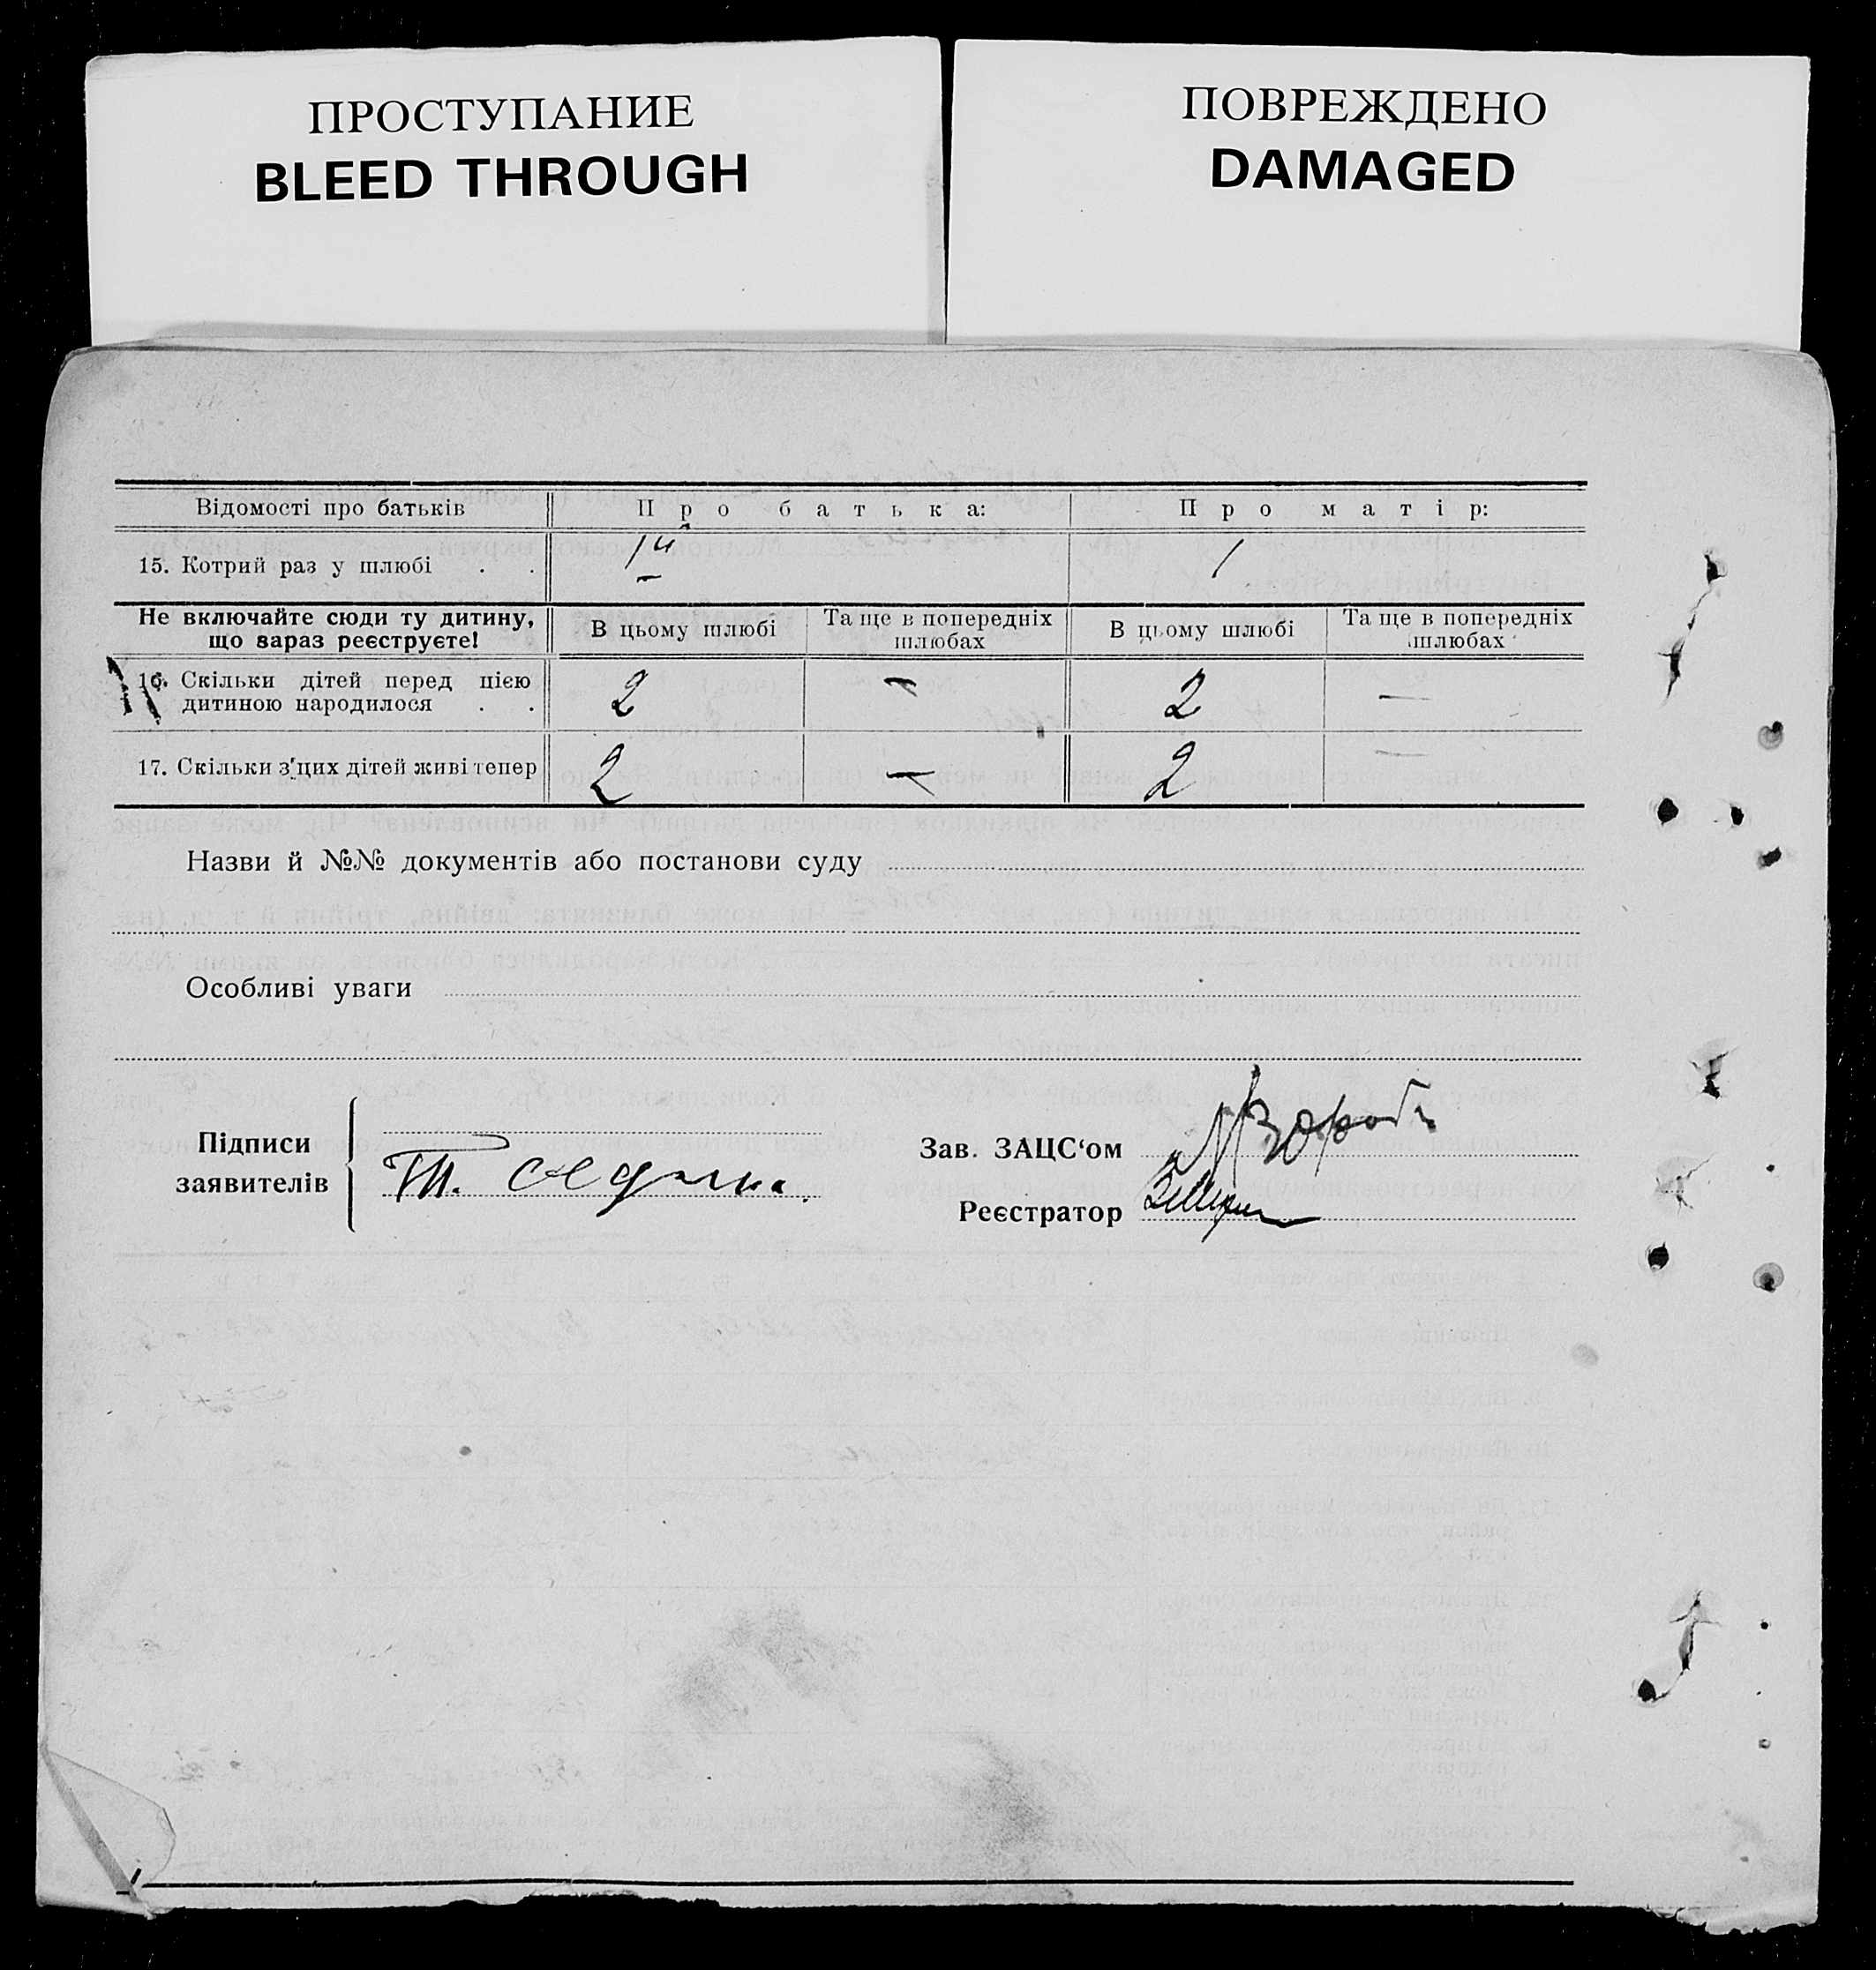 ПРОСТУПАНИЕ
BLEED THROUGH
ПОВРЕЖДЕНО
DAMAGED
Відомості про батьків Про батька: Про матір:
15. Котрий раз у шлюбі . . 1й 1
Не включайте сюди ту дитину, що зараз реєструєте! В цьому шлюбі Та ще в попередніх шлюбах В цьому шлюбі Та ще в попередніх шлюбах
16. Скільки дітей перед цією дитиною народилося . . 2 — 2 —
17. Скільки з'цих дітей живі тепер 2 — 2 —
Назви й №№ документів або постанови суду
Особливі уваги
Підписи заявителів
Зав. ЗАЦС‘ом
Реєстратор